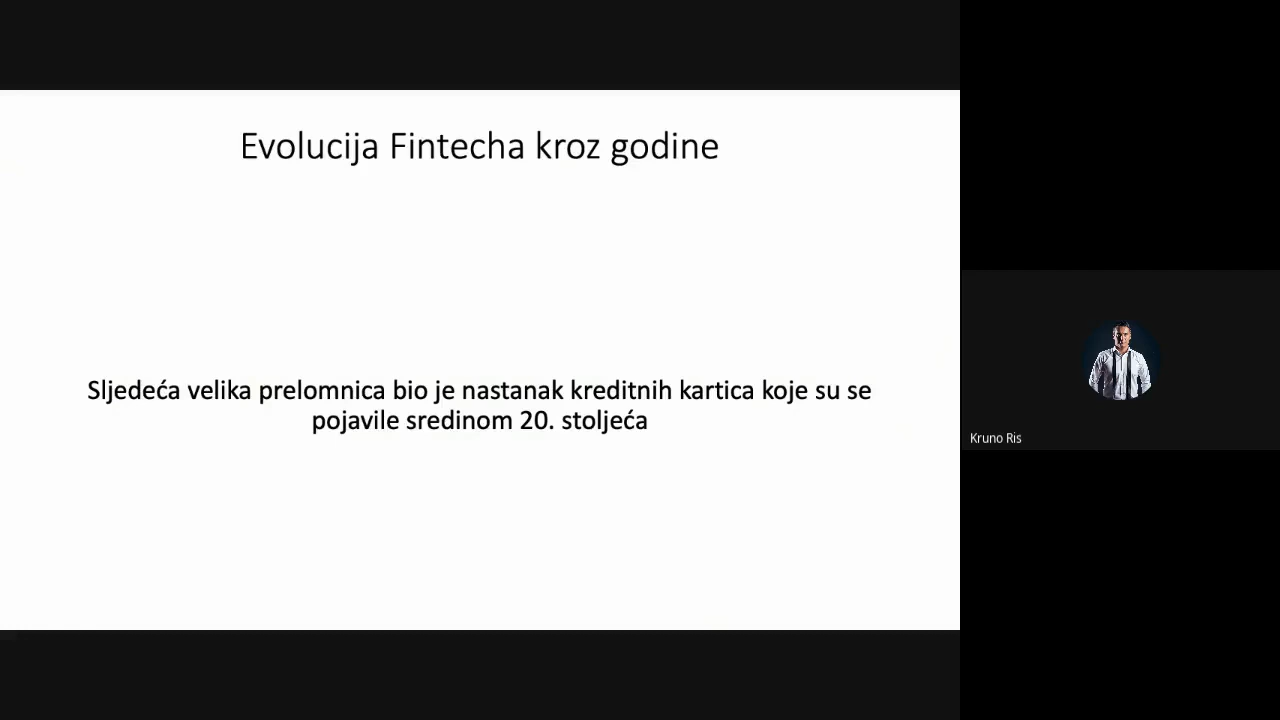 Evolucija Fintecha kroz godine
Sljedeća velika prelomnica bio je nastanak kreditnih kartica koje su se
pojavile sredinom 20. stoljeća
Kruno Ris